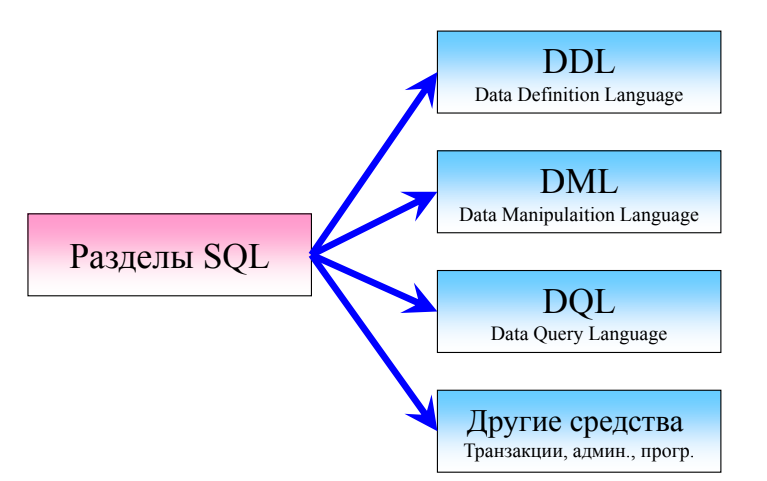 DDL
Data Definition Language
DML
Data Manipulaition Language
Разделы SQL
DQL
Data Query Language
Другие средства
Транзакции, админ., прогр.